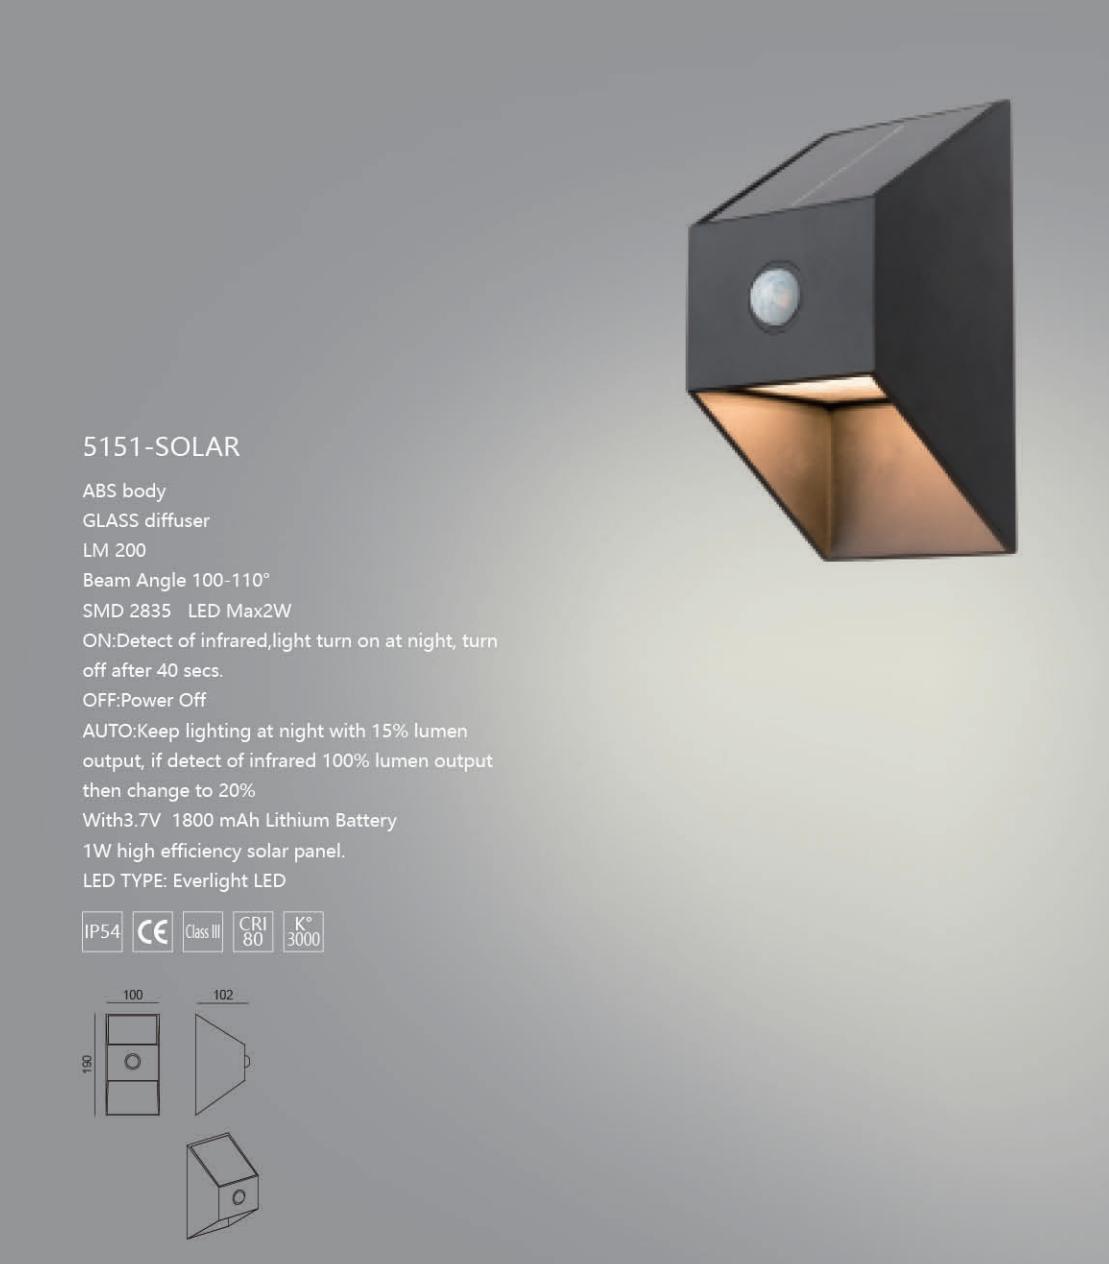 5151-SOLAR
ABS body
GLASS diffuser
LM 200
Beam Angle 100-110°
SMD 2835 LED Max2W
ON:Detect of infrared,light turn on at night, turn
off after 40 secs.
OFF:Power Off
AUTO:Keep lighting at night with 15% lumen
output, if detect of infrared 100% lumen output
then change to 20%
With3.7V 1800 mAh Lithium Battery
1W high efficiency solar panel.
LED TYPE: Everlight LED
IP54
CE
Class III
CRI
80
K°
3000
100
102
190